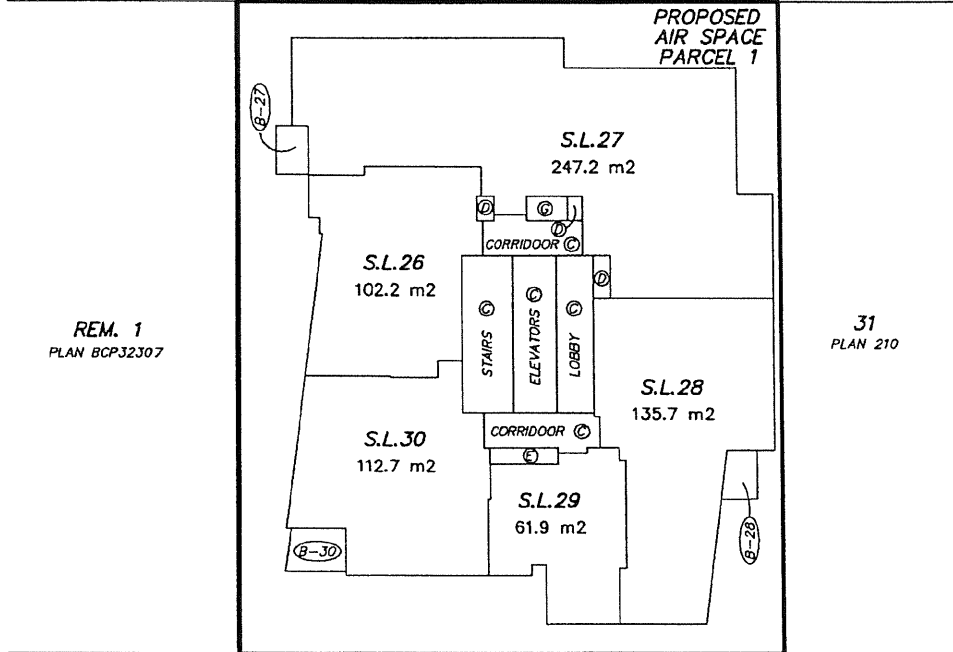 PROPOSED
AIR SPACE
PARCEL 1
B-27
S.L.27
247.2 m2
D
G
D
CORRIDOOR C
S.L.26
102.2 m2
D
REM. 1
PLAN BCP32307
STAIRS C
ELEVATORS C
LOBBY C
31
PLAN 210
S.L.28
135.7 m2
CORRIDOOR C
S.L.30
112.7 m2
E
S.L.29
61.9 m2
B-28
B-30